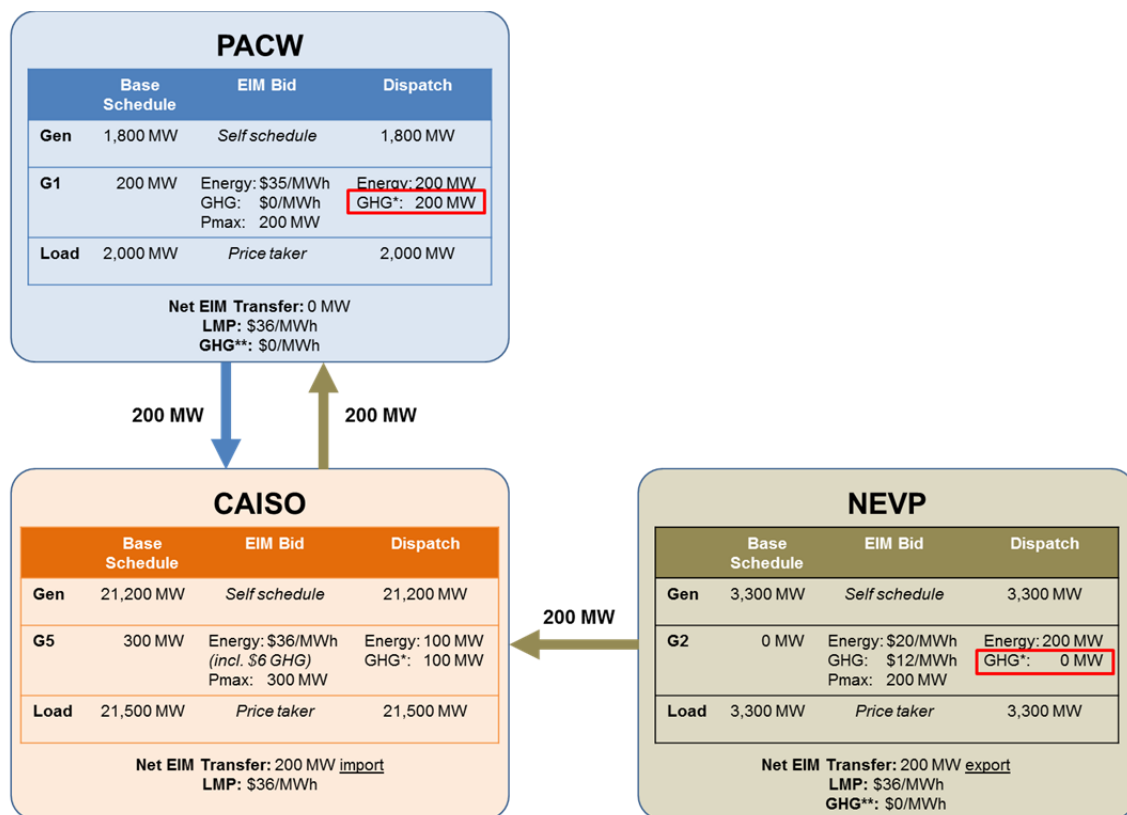 PACW
Base Schedule EIM Bid Dispatch
Gen 1,800 MW Self schedule 1,800 MW
G1 200 MW Energy: $35/MWh Energy: 200 MW
GHG: $0/MWh GHG*: 200 MW
Pmax: 200 MW
Load 2,000 MW Price taker 2,000 MW
Net EIM Transfer: 0 MW
LMP: $36/MWh
GHG**: $0/MWh
200 MW 200 MW
CAISO
Base Schedule EIM Bid Dispatch
Gen 21,200 MW Self schedule 21,200 MW
G5 300 MW Energy: $36/MWh Energy: 100 MW
(incl. $6 GHG) GHG*: 100 MW
Pmax: 300 MW
Load 21,500 MW Price taker 21,500 MW
Net EIM Transfer: 200 MW import
LMP: $36/MWh
200 MW
NEVP
Base Schedule EIM Bid Dispatch
Gen 3,300 MW Self schedule 3,300 MW
G2 0 MW Energy: $20/MWh Energy: 200 MW
GHG: $12/MWh GHG*: 0 MW
Pmax: 200 MW
Load 3,300 MW Price taker 3,300 MW
Net EIM Transfer: 200 MW export
LMP: $36/MWh
GHG**: $0/MWh